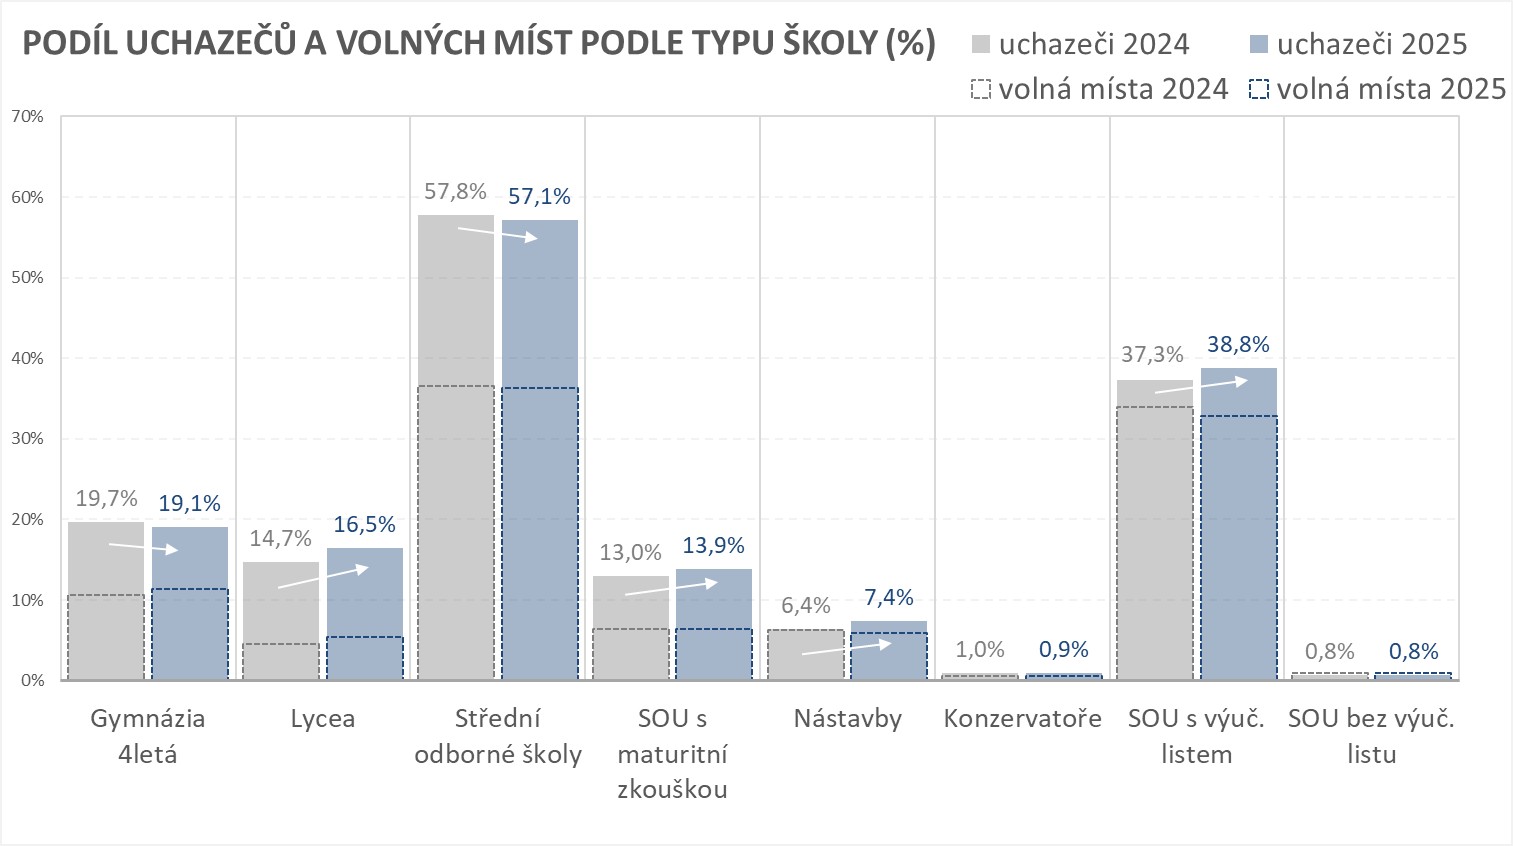 PODÍL UCHAZEČŮ A VOLNÝCH MÍST PODLE TYPU ŠKOLY (%)
uchazeči 2024
uchazeči 2025
volná místa 2024
volná místa 2025
70%
60%
50%
40%
30%
20%
10%
0%
19,7%
19,1%
14,7%
16,5%
57,8%
57,1%
13,0%
13,9%
6,4%
7,4%
1,0%
0,9%
37,3%
38,8%
0,8%
0,8%
Gymnázia
4letá
Lycea
Střední
odborné školy
SOU s
maturitní
zkouškou
Nástavby
Konzervatoře
SOU s výuč.
listem
SOU bez výuč.
listu